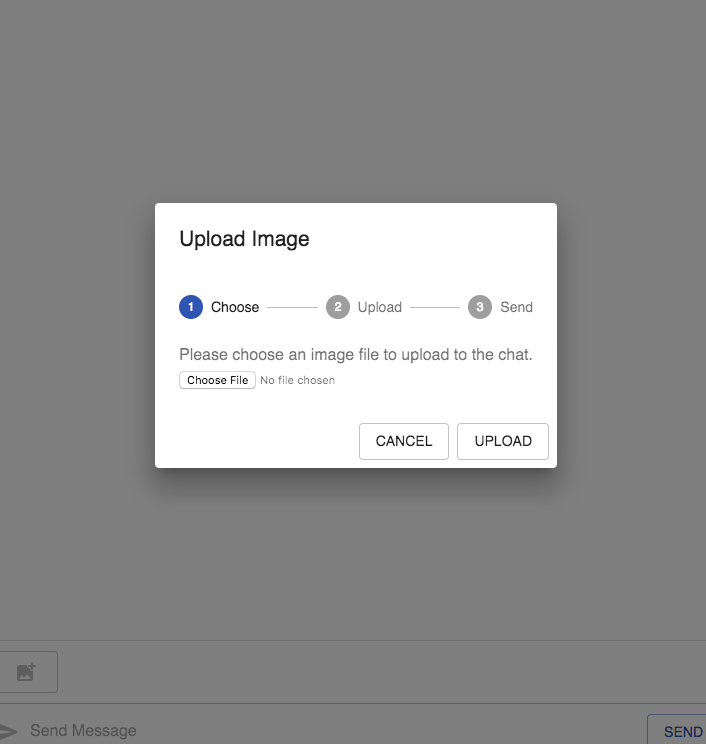 Upload Image
1 Choose 2 Upload 3 Send
Please choose an image file to upload to the chat.
Choose File No file chosen
CANCEL UPLOAD
Send Message SEND